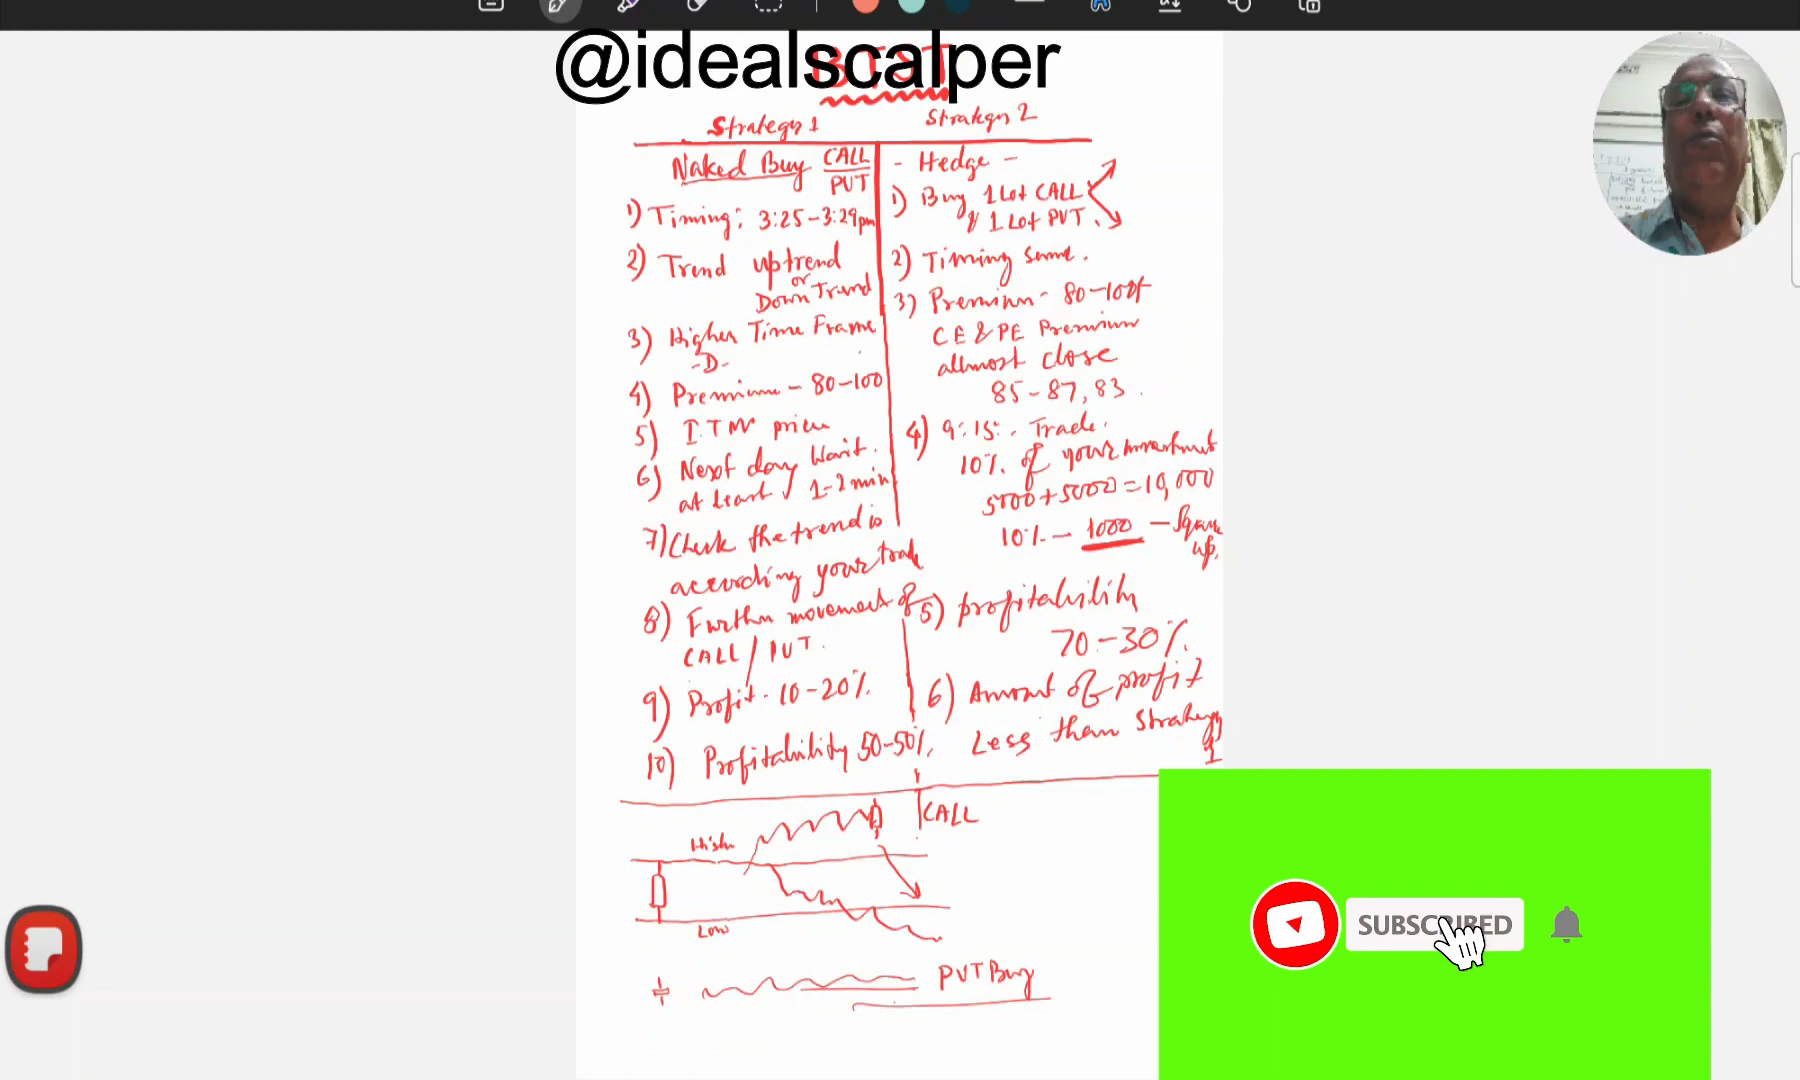 @idealscalper
BTST
Strategy 1
Strategy 2
Naked Buy CALL
PUT
1) Timing: 3:25-3:29pm
2) Trend uptrend
or
Down Trend
3) Higher Time Frame
-D-
4) Premium - 80-100
5) ITM price
6) Next day Wait.
at least 1-2 min
7) Check the trend is
according your trade
8) Further movement of
CALL / PUT.
9) Profit - 10-20%.
10) Profitability 50-50%.
- Hedge -
1) Buy 1 Lot CALL
& 1 Lot PUT.
2) Timing same.
3) Premium - 80-100
CE & PE Premium
allmost close
85-87, 83.
4) 9:15: Trade.
10% of your investment
5000+5000=10,000
10% - 1000 - Square
up.
5) profitability
70-30%.
6) Amount of profit
Less than Strategy
1
CALL
High
Low
PUT Buy
SUBSCRIBED